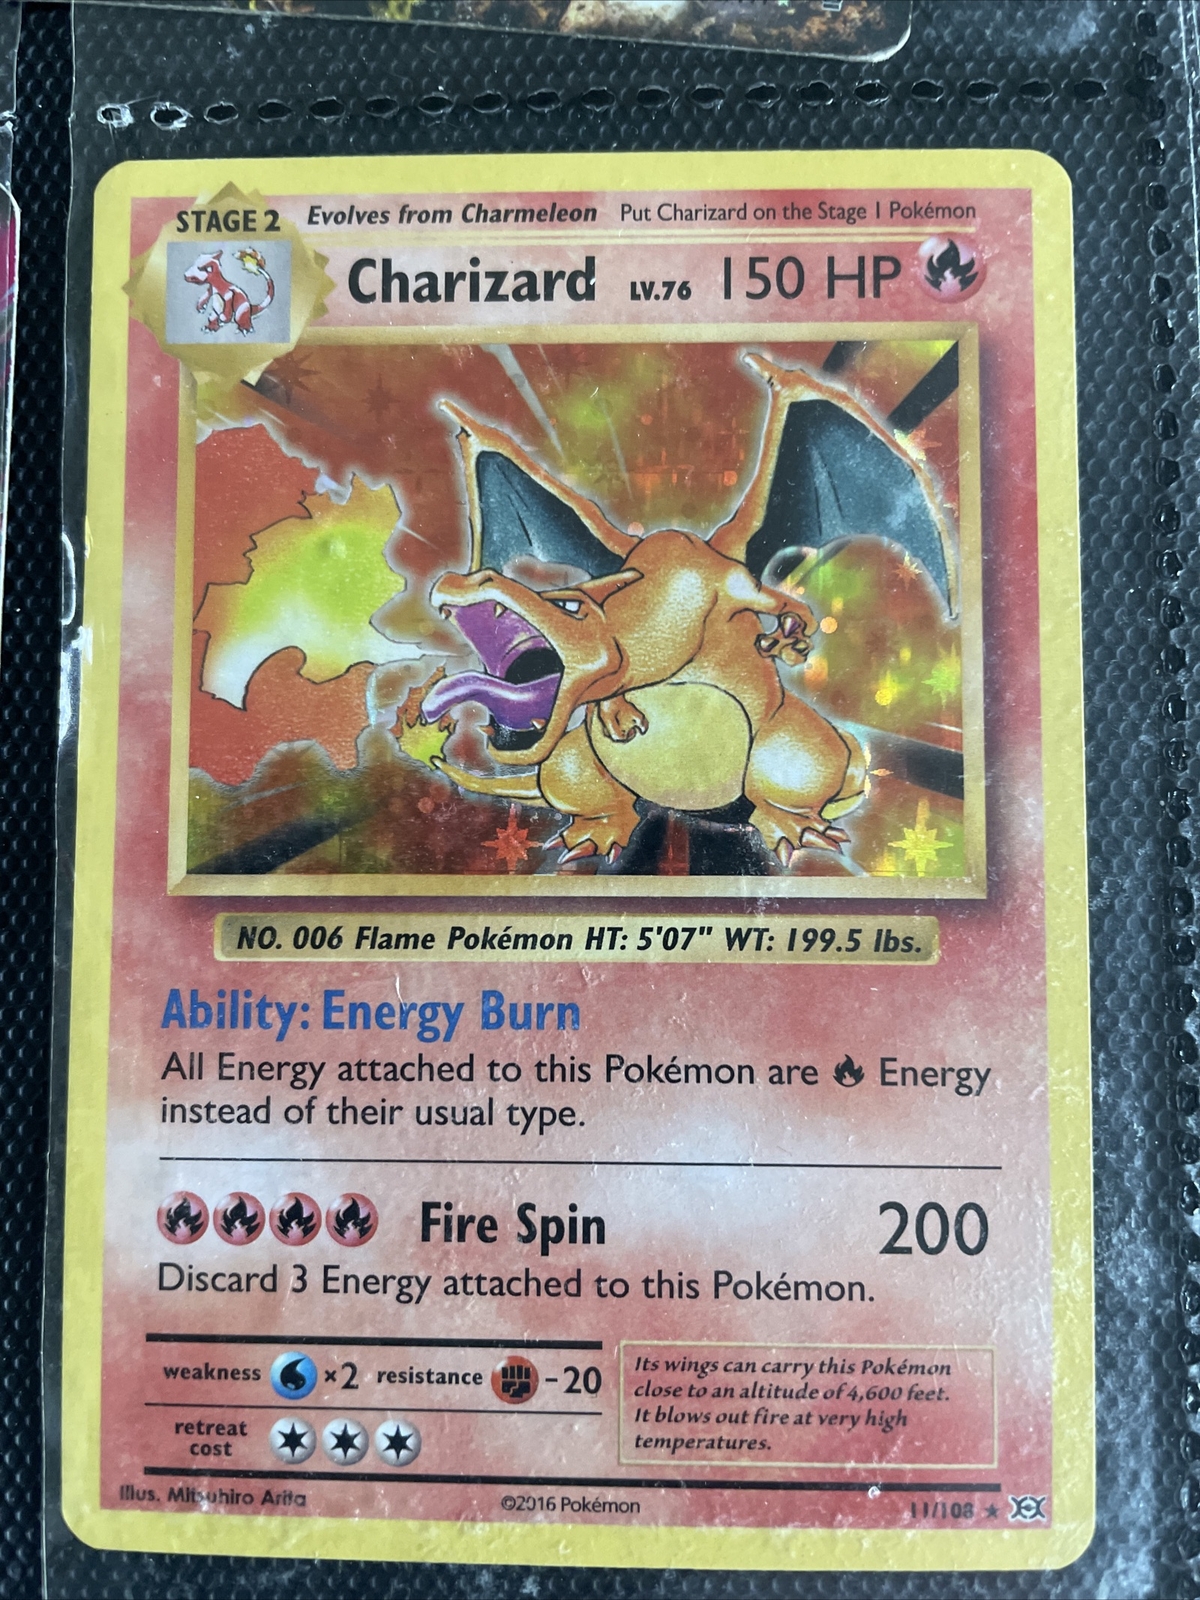 STAGE 2 Evolves from Charmeleon Put Charizard on the Stage 1 Pokémon
Charizard LV.76 150 HP
NO. 006 Flame Pokémon HT: 5'07" WT: 199.5 lbs.
Ability: Energy Burn
All Energy attached to this Pokémon are Energy
instead of their usual type.
Fire Spin 200
Discard 3 Energy attached to this Pokémon.
weakness ×2 resistance -20
retreat
cost
Its wings can carry this Pokémon
close to an altitude of 4,600 feet.
It blows out fire at very high
temperatures.
Illus. Mitsuhiro Arita ©2016 Pokémon 11/108